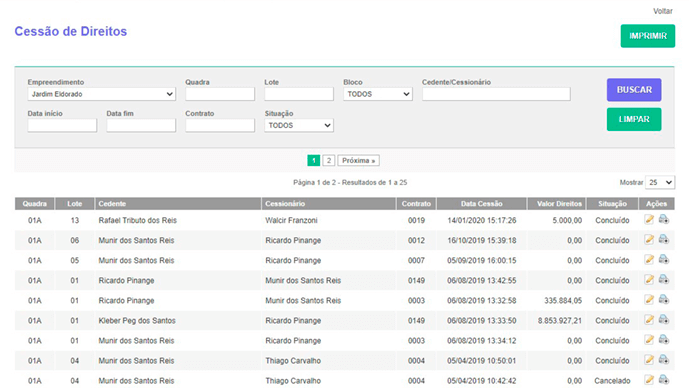 Voltar
Cessão de Direitos
IMPRIMIR
Empreendimento Quadra Lote Bloco Cedente/Cessionário
Jardim Eldorado TODOS
BUSCAR
Data início Data fim Contrato Situação
TODOS
LIMPAR
1 2 Próxima »
Página 1 de 2 - Resultados de 1 a 25
Mostrar 25
Quadra Lote Cedente Cessionário Contrato Data Cessão Valor Direitos Situação Ações
01A 13 Rafael Tributo dos Reis Walcir Franzoni 0019 14/01/2020 15:17:26 5.000,00 Concluído
01A 06 Munir dos Santos Reis Ricardo Pinange 0012 16/10/2019 15:39:18 0,00 Concluído
01A 05 Munir dos Santos Reis Ricardo Pinange 0007 05/09/2019 16:00:15 0,00 Concluído
01A 01 Ricardo Pinange Munir dos Santos Reis 0149 06/08/2019 13:42:55 0,00 Concluído
01A 01 Ricardo Pinange Munir dos Santos Reis 0003 06/08/2019 13:32:58 335.884,05 Concluído
01A 01 Kleber Peg dos Santos Ricardo Pinange 0149 06/08/2019 13:33:50 8.853.927,21 Concluído
01A 01 Munir dos Santos Reis Ricardo Pinange 0003 06/08/2019 13:34:12 0,00 Concluído
01A 04 Munir dos Santos Reis Thiago Carvalho 0004 05/04/2019 10:50:01 0,00 Concluído
01A 04 Munir dos Santos Reis Thiago Carvalho 0004 05/04/2019 10:42:42 0,00 Cancelado